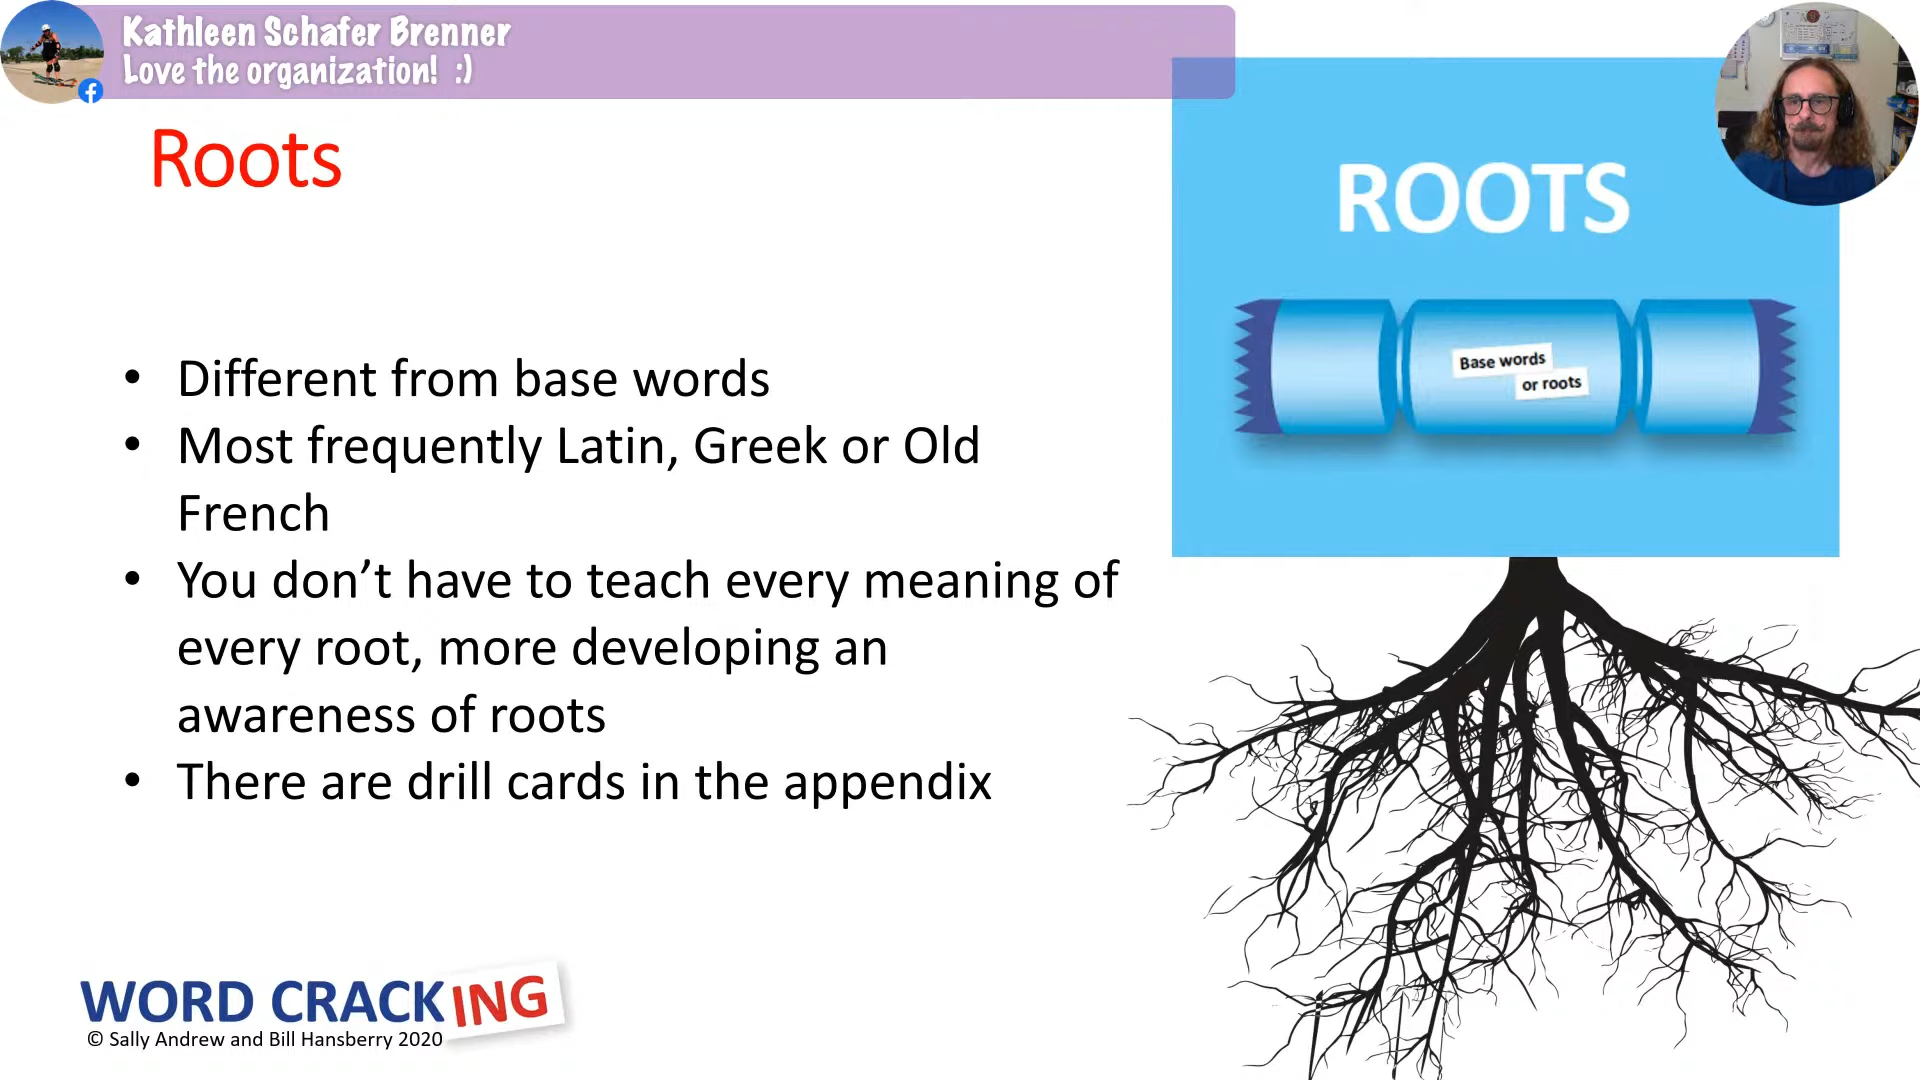 Kathleen Schafer Brenner
Love the organization! :)
Roots
ROOTS
Base words
or roots
• Different from base words
• Most frequently Latin, Greek or Old
French
• You don’t have to teach every meaning of
every root, more developing an
awareness of roots
• There are drill cards in the appendix
WORD CRACKING
© Sally Andrew and Bill Hansberry 2020